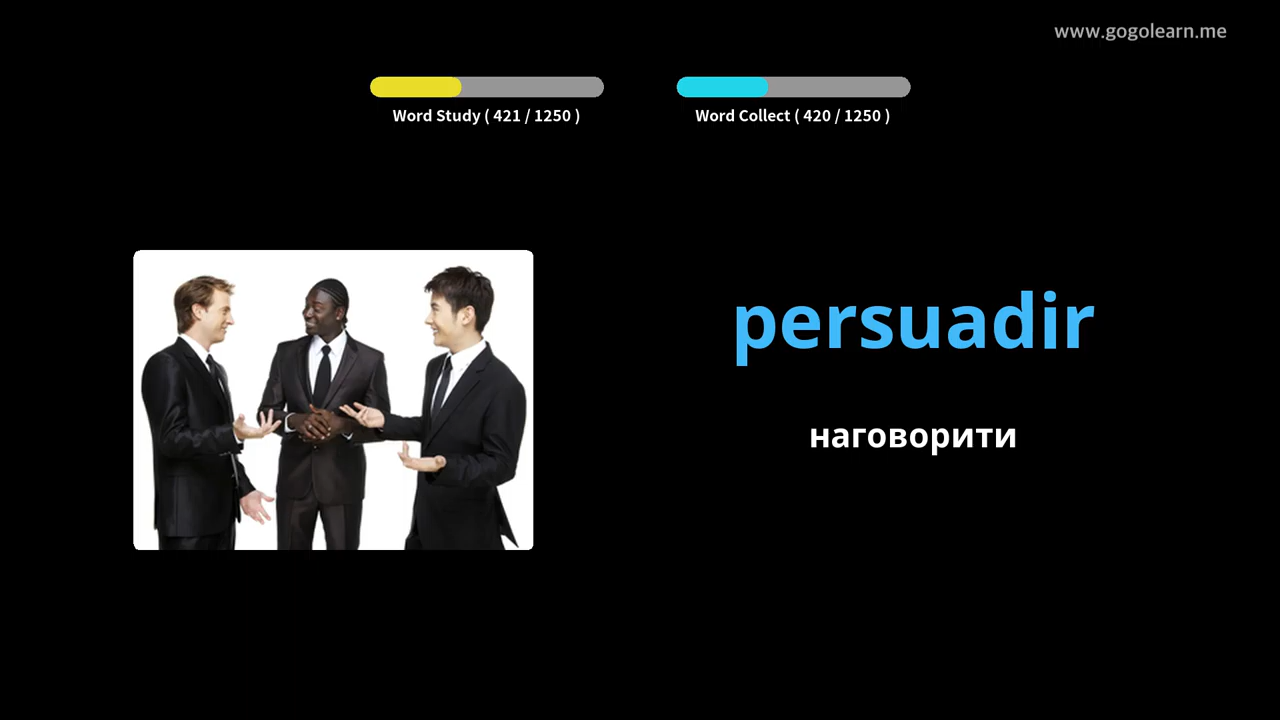 www.gogolearn.me
Word Study ( 421 / 1250 )
Word Collect ( 420 / 1250 )
persuadir
наговорити